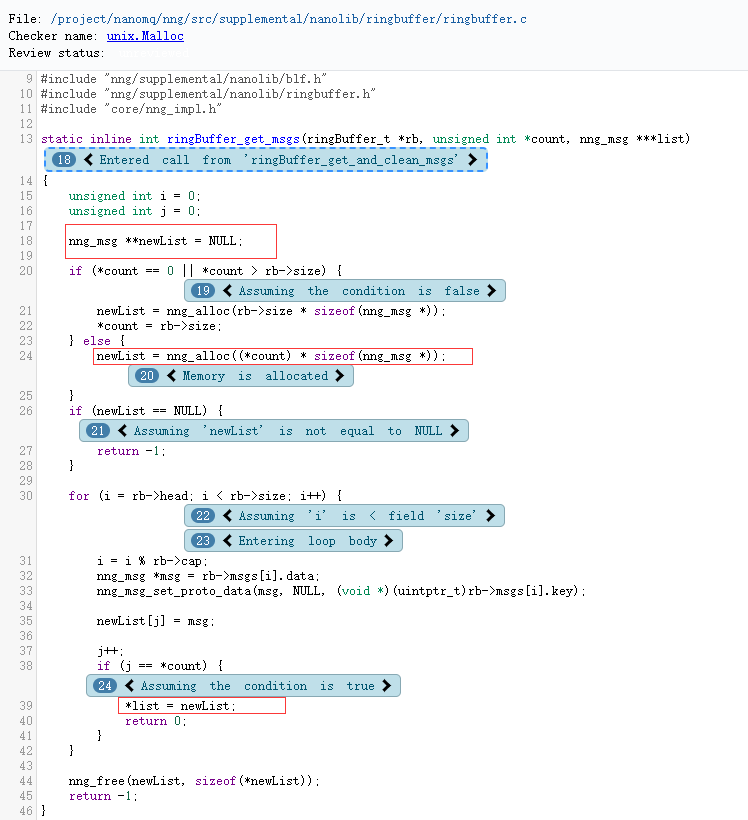 File: /project/nanomq/nng/src/supplemental/nanolib/ringbuffer/ringbuffer.c
Checker name: unix.Malloc
Review status:
9 #include "nng/supplemental/nanolib/blf.h"
10 #include "nng/supplemental/nanolib/ringbuffer.h"
11 #include "core/nng_impl.h"
12
13 static inline int ringBuffer_get_msgs(ringBuffer_t *rb, unsigned int *count, nng_msg ***list)
18 Entered call from 'ringBuffer_get_and_clean_msgs'
14 {
15 unsigned int i = 0;
16 unsigned int j = 0;
17
18 nng_msg **newList = NULL;
19
20 if (*count == 0 || *count > rb->size) {
19 Assuming the condition is false
21 newList = nng_alloc(rb->size * sizeof(nng_msg *));
22 *count = rb->size;
23 } else {
24 newList = nng_alloc((*count) * sizeof(nng_msg *));
20 Memory is allocated
25 }
26 if (newList == NULL) {
21 Assuming 'newList' is not equal to NULL
27 return -1;
28 }
29
30 for (i = rb->head; i < rb->size; i++) {
22 Assuming 'i' is < field 'size'
23 Entering loop body
31 i = i % rb->cap;
32 nng_msg *msg = rb->msgs[i].data;
33 nng_msg_set_proto_data(msg, NULL, (void *)(uintptr_t)rb->msgs[i].key);
34
35 newList[j] = msg;
36
37 j++;
38 if (j == *count) {
24 Assuming the condition is true
39 *list = newList;
40 return 0;
41 }
42 }
43
44 nng_free(newList, sizeof(*newList));
45 return -1;
46 }